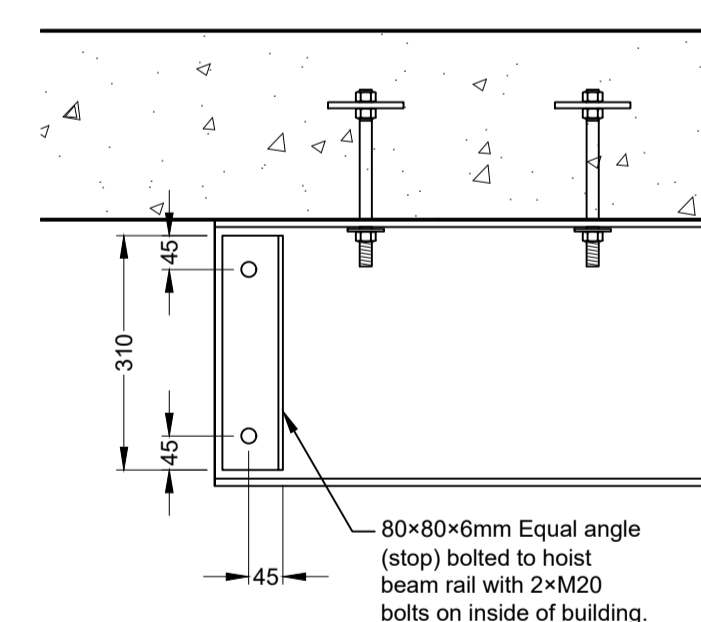 45
310
45
45
80×80×6mm Equal angle
(stop) bolted to hoist
beam rail with 2×M20
bolts on inside of building.